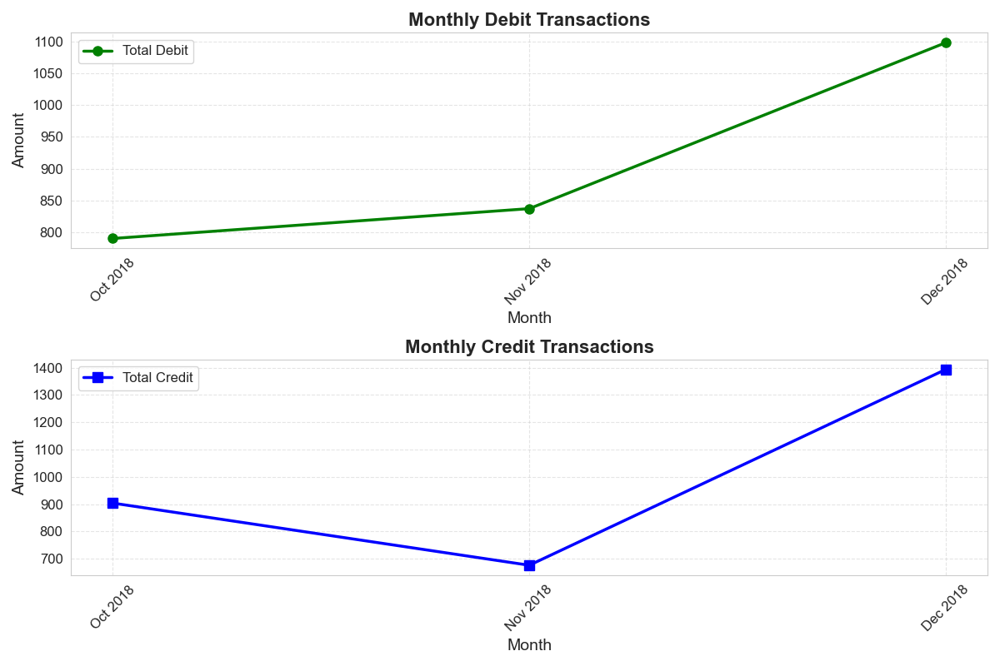 Monthly Debit Transactions
Total Debit
1100
1050
1000
950
900
850
800
Amount
Oct 2018
Nov 2018
Dec 2018
Month
Monthly Credit Transactions
Total Credit
1400
1300
1200
1100
1000
900
800
700
Amount
Oct 2018
Nov 2018
Dec 2018
Month